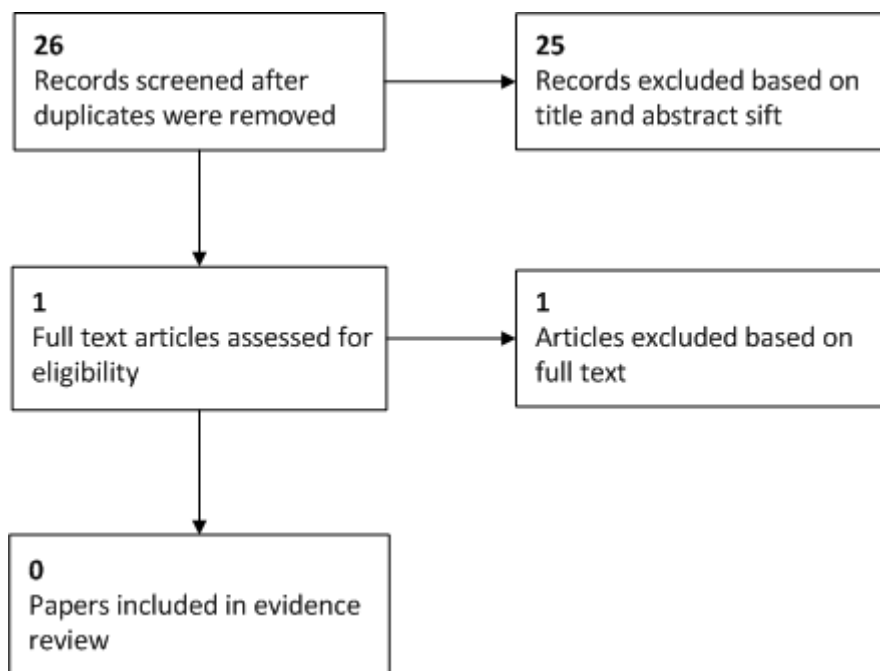 26
Records screened after
duplicates were removed
25
Records excluded based on
title and abstract sift
1
Full text articles assessed for
eligibility
1
Articles excluded based on
full text
0
Papers included in evidence
review